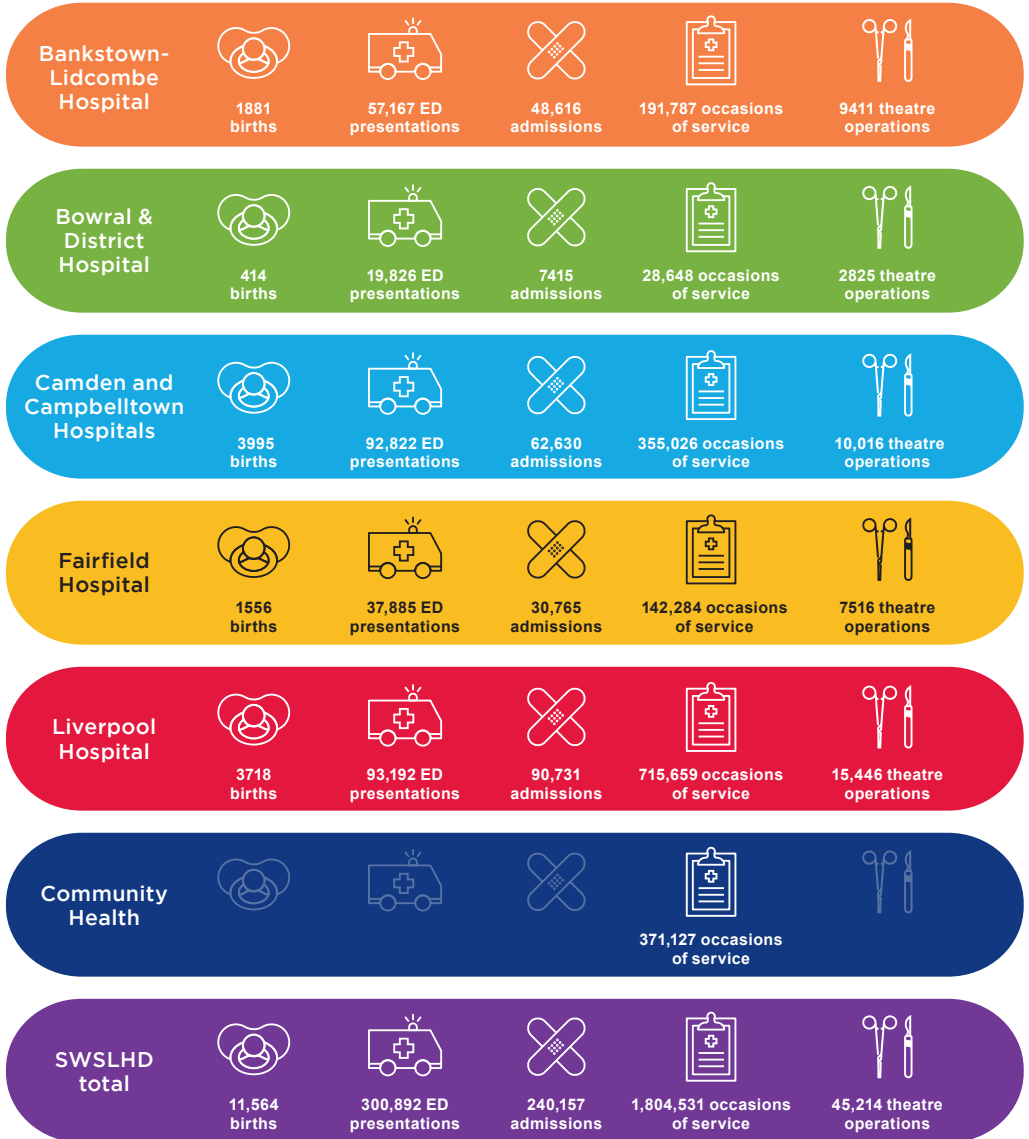 Bankstown-
Lidcombe
Hospital
1881
births
57,167 ED
presentations
48,616
admissions
191,787 occasions
of service
9411 theatre
operations
Bowral &
District
Hospital
414
births
19,826 ED
presentations
7415
admissions
28,648 occasions
of service
2825 theatre
operations
Camden and
Campbelltown
Hospitals
3995
births
92,822 ED
presentations
62,630
admissions
355,026 occasions
of service
10,016 theatre
operations
Fairfield
Hospital
1556
births
37,885 ED
presentations
30,765
admissions
142,284 occasions
of service
7516 theatre
operations
Liverpool
Hospital
3718
births
93,192 ED
presentations
90,731
admissions
715,659 occasions
of service
15,446 theatre
operations
Community
Health
371,127 occasions
of service
SWSLHD
total
11,564
births
300,892 ED
presentations
240,157
admissions
1,804,531 occasions
of service
45,214 theatre
operations